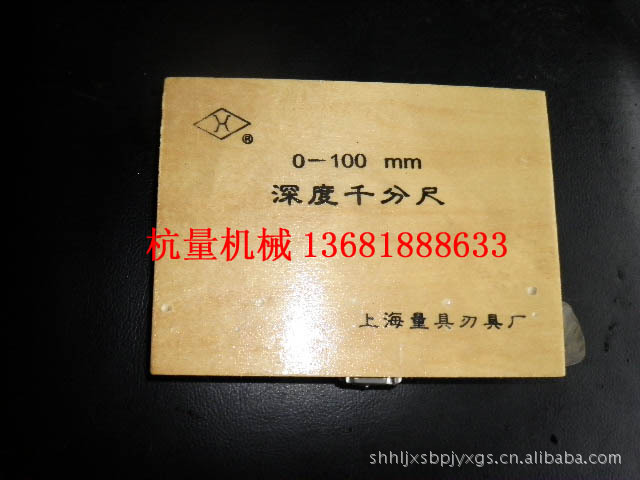 ®
0-100 mm
深度千分尺
杭量机械 13681888633
上海量具刃具厂
shhljxsbpjyxgs.cn.alibaba.com